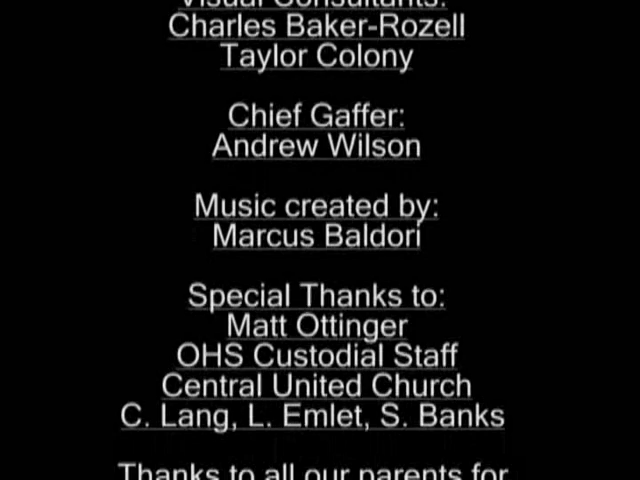 Visual Consultants:
Charles Baker-Rozell
Taylor Colony
Chief Gaffer:
Andrew Wilson
Music created by:
Marcus Baldori
Special Thanks to:
Matt Ottinger
OHS Custodial Staff
Central United Church
C. Lang, L. Emlet, S. Banks
Thanks to all our parents for